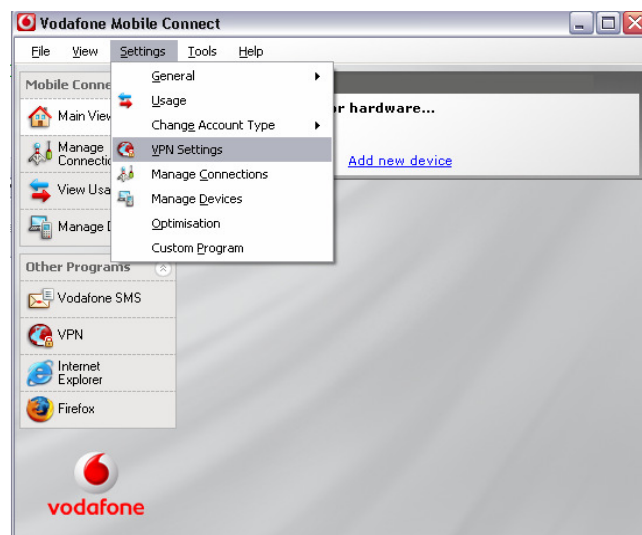 Vodafone Mobile Connect
File View Settings Tools Help
Mobile Conne
Main View
Manage
Connectio
View Usa
Manage D
General
Usage
Change Account Type
VPN Settings
Manage Connections
Manage Devices
Optimisation
Custom Program
or hardware...
Add new device
Other Programs
Vodafone SMS
VPN
Internet
Explorer
Firefox
vodafone